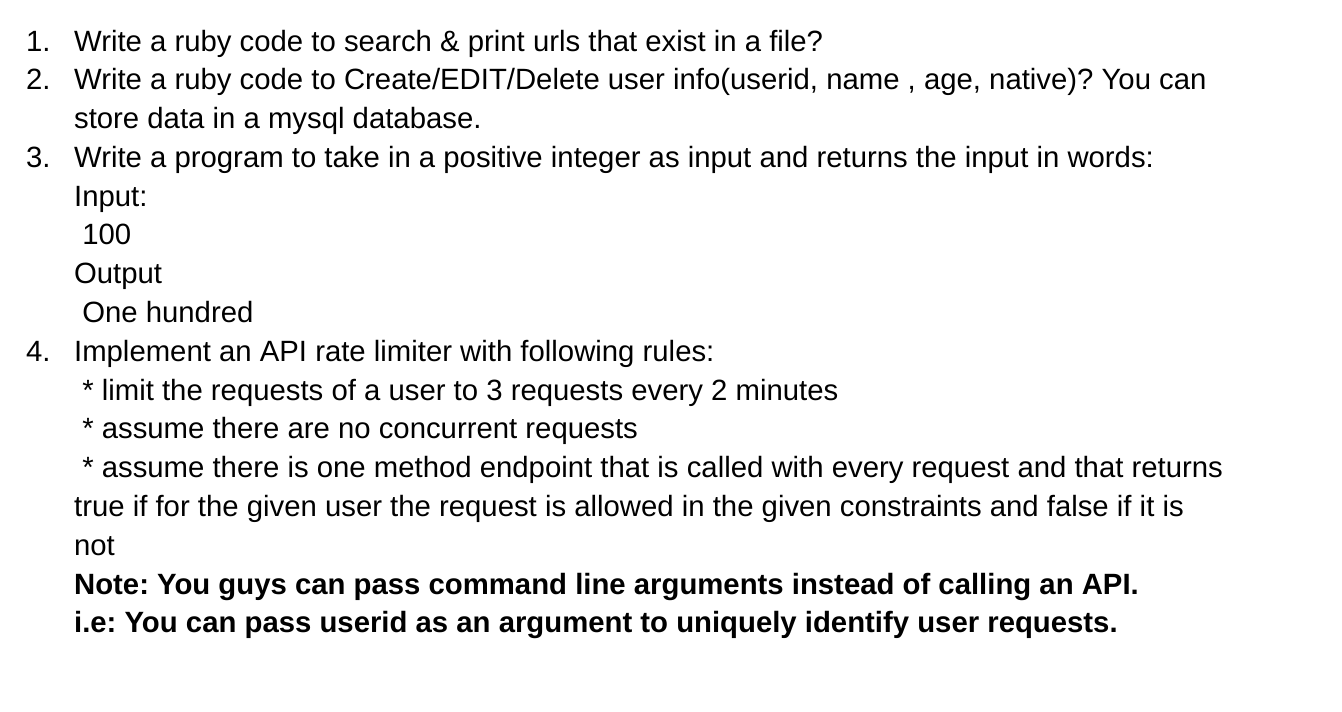 1. Write a ruby code to search & print urls that exist in a file?
2. Write a ruby code to Create/EDIT/Delete user info(userid, name , age, native)? You can
store data in a mysql database.
3. Write a program to take in a positive integer as input and returns the input in words:
Input:
100
Output
One hundred
4. Implement an API rate limiter with following rules:
* limit the requests of a user to 3 requests every 2 minutes
* assume there are no concurrent requests
* assume there is one method endpoint that is called with every request and that returns
true if for the given user the request is allowed in the given constraints and false if it is
not
Note: You guys can pass command line arguments instead of calling an API.
i.e: You can pass userid as an argument to uniquely identify user requests.